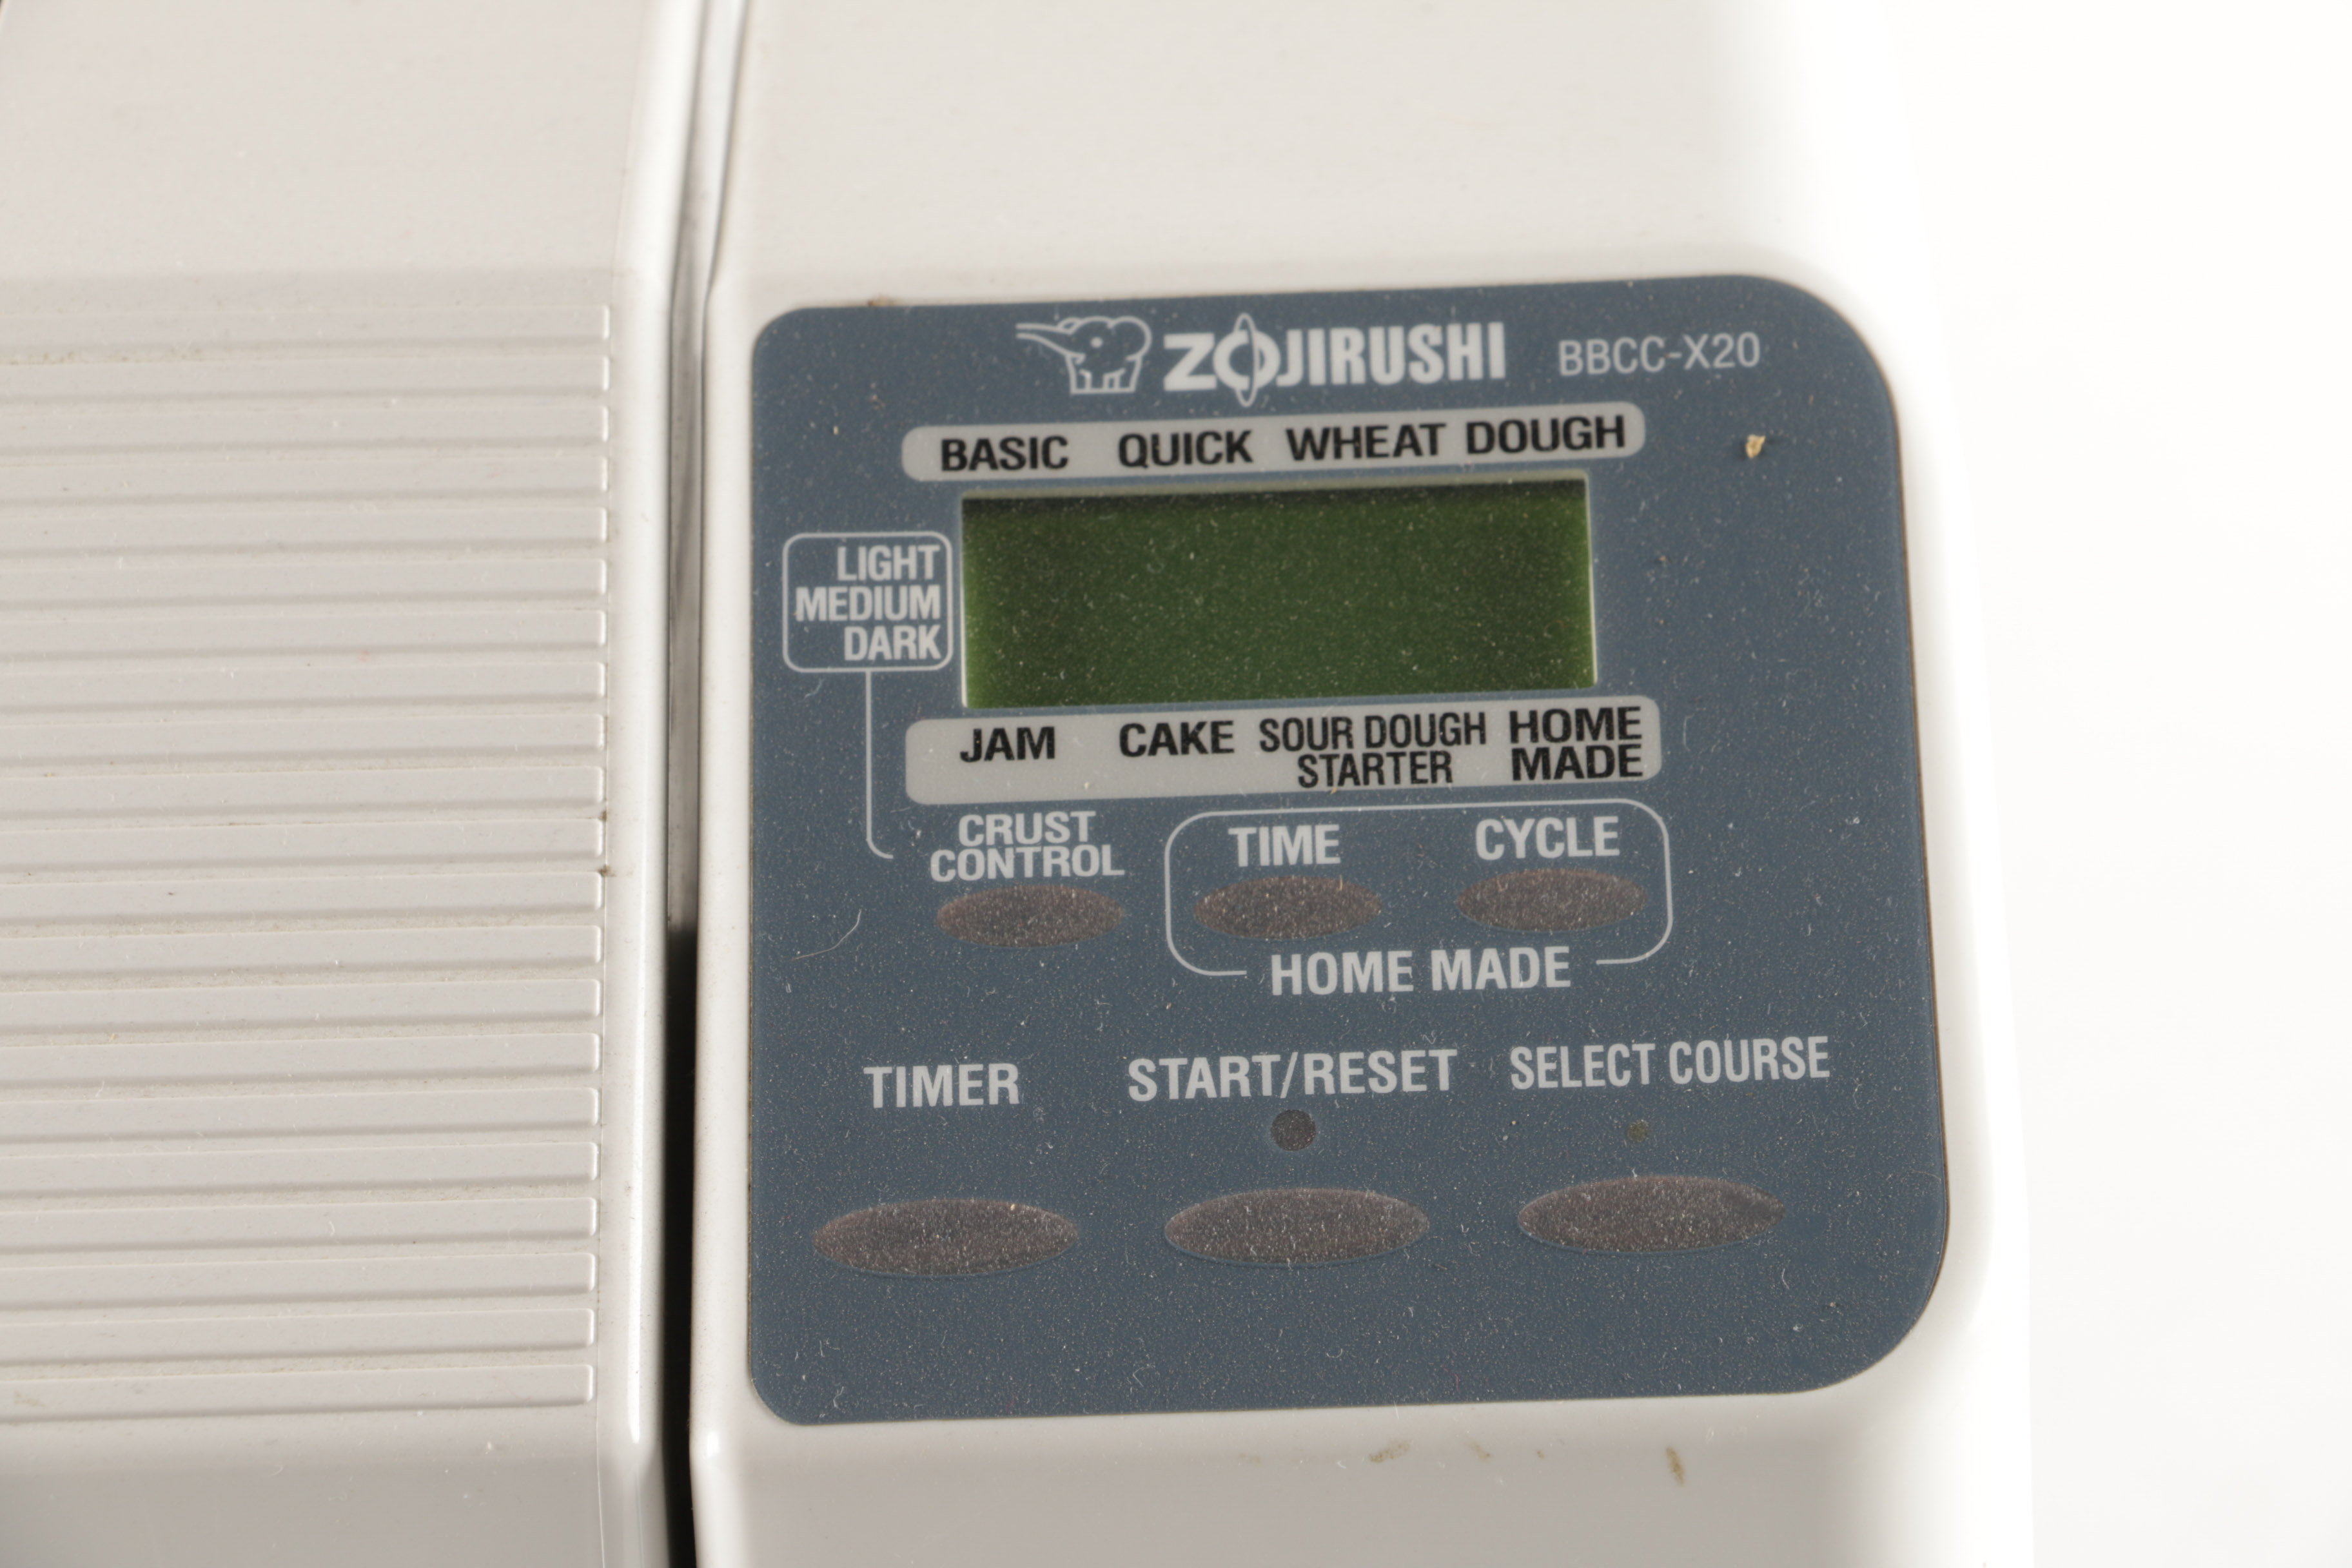 ZOJIRUSHI BBCC-X20
BASIC QUICK WHEAT DOUGH
LIGHT
MEDIUM
DARK
JAM CAKE SOUR DOUGH STARTER HOME MADE
CRUST CONTROL
TIME CYCLE
HOME MADE
TIMER START/RESET SELECT COURSE